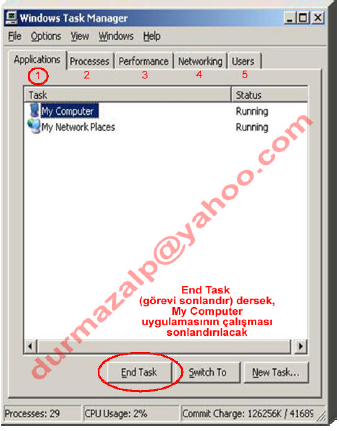 Windows Task Manager
File Options View Windows Help
Applications Processes Performance Networking Users
1 2 3 4 5
Task Status
My Computer Running
My Network Places Running
durmazalp@yahoo.com
End Task
(görevi sonlandır) dersek,
My Computer
uygulamasının çalışması
sonlandırılacak
End Task Switch To New Task...
Processes: 29 CPU Usage: 2% Commit Charge: 126256K / 41689